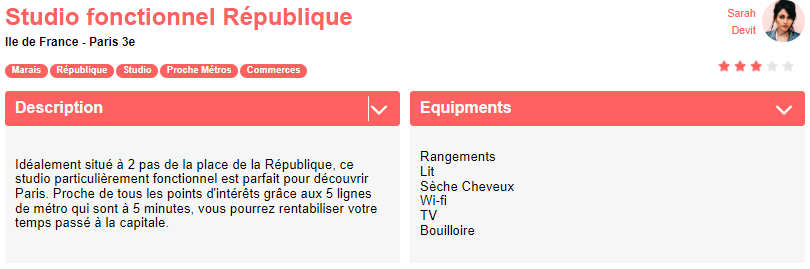 Studio fonctionnel République
Sarah
Devit
Ile de France - Paris 3e
Marais République Studio Proche Métros Commerces
Description
Equipments
Idéalement situé à 2 pas de la place de la République, ce
studio particulièrement fonctionnel est parfait pour découvrir
Paris. Proche de tous les points d'intérêts grâce aux 5 lignes
de métro qui sont à 5 minutes, vous pourrez rentabiliser votre
temps passé à la capitale.
Rangements
Lit
Sèche Cheveux
Wi-fi
TV
Bouilloire